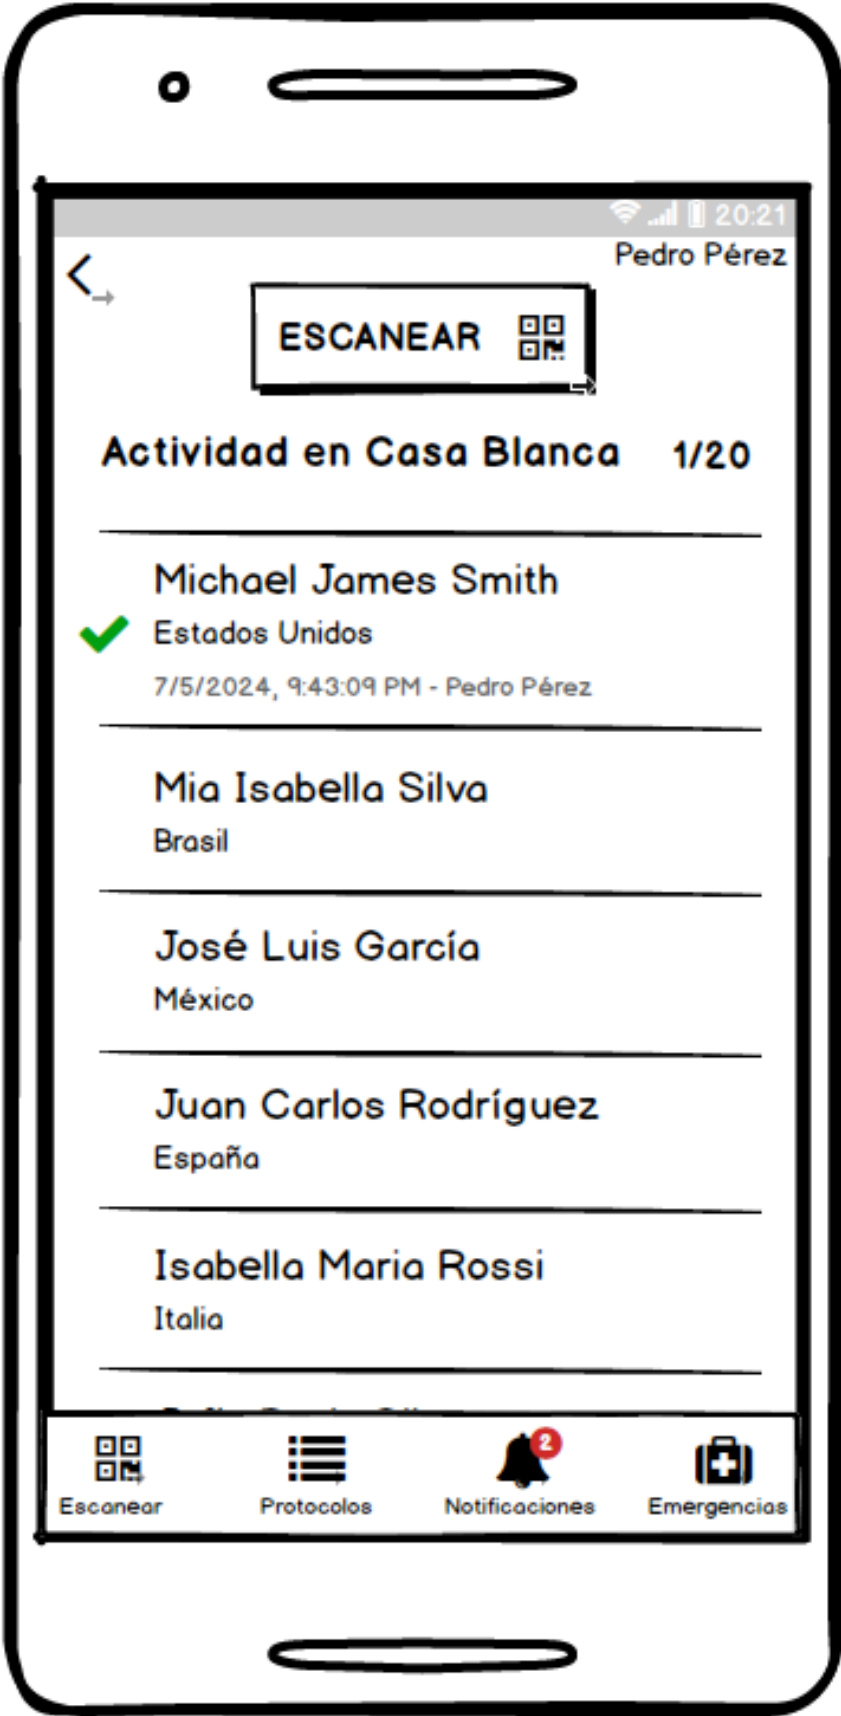 20:21
Pedro Pérez
ESCANEAR
Actividad en Casa Blanca 1/20
Michael James Smith
Estados Unidos
7/5/2024, 9:43:09 PM - Pedro Pérez
Mia Isabella Silva
Brasil
José Luis García
México
Juan Carlos Rodríguez
España
Isabella Maria Rossi
Italia
2
Escanear Protocolos Notificaciones Emergencias